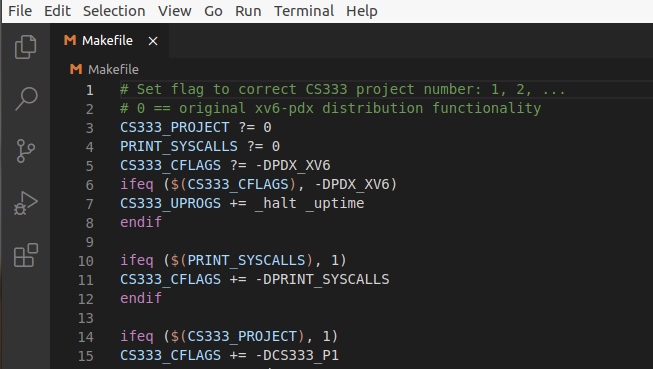 File Edit Selection View Go Run Terminal Help
Makefile
Makefile
1 # Set flag to correct CS333 project number: 1, 2, ...
2 # 0 == original xv6-pdx distribution functionality
3 CS333_PROJECT ?= 0
4 PRINT_SYSCALLS ?= 0
5 CS333_CFLAGS ?= -DPDX_XV6
6 ifeq ($(CS333_CFLAGS), -DPDX_XV6)
7 CS333_UPROGS += _halt _uptime
8 endif
9
10 ifeq ($(PRINT_SYSCALLS), 1)
11 CS333_CFLAGS += -DPRINT_SYSCALLS
12 endif
13
14 ifeq ($(CS333_PROJECT), 1)
15 CS333_CFLAGS += -DCS333_P1